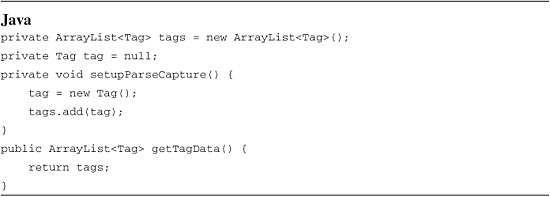 Java
private ArrayList<Tag> tags = new ArrayList<Tag>();
private Tag tag = null;
private void setupParseCapture() {
    tag = new Tag();
    tags.add(tag);
}
public ArrayList<Tag> getTagData() {
    return tags;
}